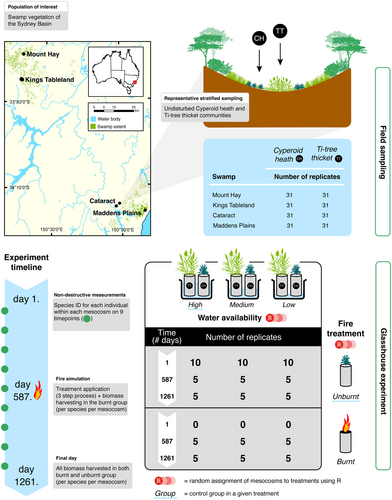 Population of interest
Swamp vegetation of
the Sydney Basin
Mount Hay
Kings Tableland
33°50'0"S
34°10'0"S
Cataract
Maddens Plains
150°30'0"E
150°50'0"E
Water body
Swamp extent
CH
TT
Representative stratified sampling
Undisturbed Cyperoid heath and
Ti-tree thicket communities
Cyperoid heath CH
Ti-tree thicket TT
Swamp
Number of replicates
Mount Hay 31 31
Kings Tableland 31 31
Cataract 31 31
Maddens Plains 31 31
Field sampling
Experiment
timeline
day 1.
Non-destructive measurements
Species ID for each individual
within each mesocosm on 9
timepoints ( )
day
587.
Fire simulation
Treatment application
(3 step process) + biomass
harvesting in the burnt group
(per species per mesocosm)
day
1261.
Final day
All biomass harvested in both
burnt and unburnt group
(per species per mesocosm)
High Medium Low
Water availability R
Time
(# days)
Number of replicates
1 10 10 10
587 5 5 5
1261 5 5 5
1 0 0 0
587 5 5 5
1261 5 5 5
Fire
treatment
R
Unburnt
Burnt
R = random assignment of mesocosms to treatments using R
Group = control group in a given treatment
Glasshouse experiment